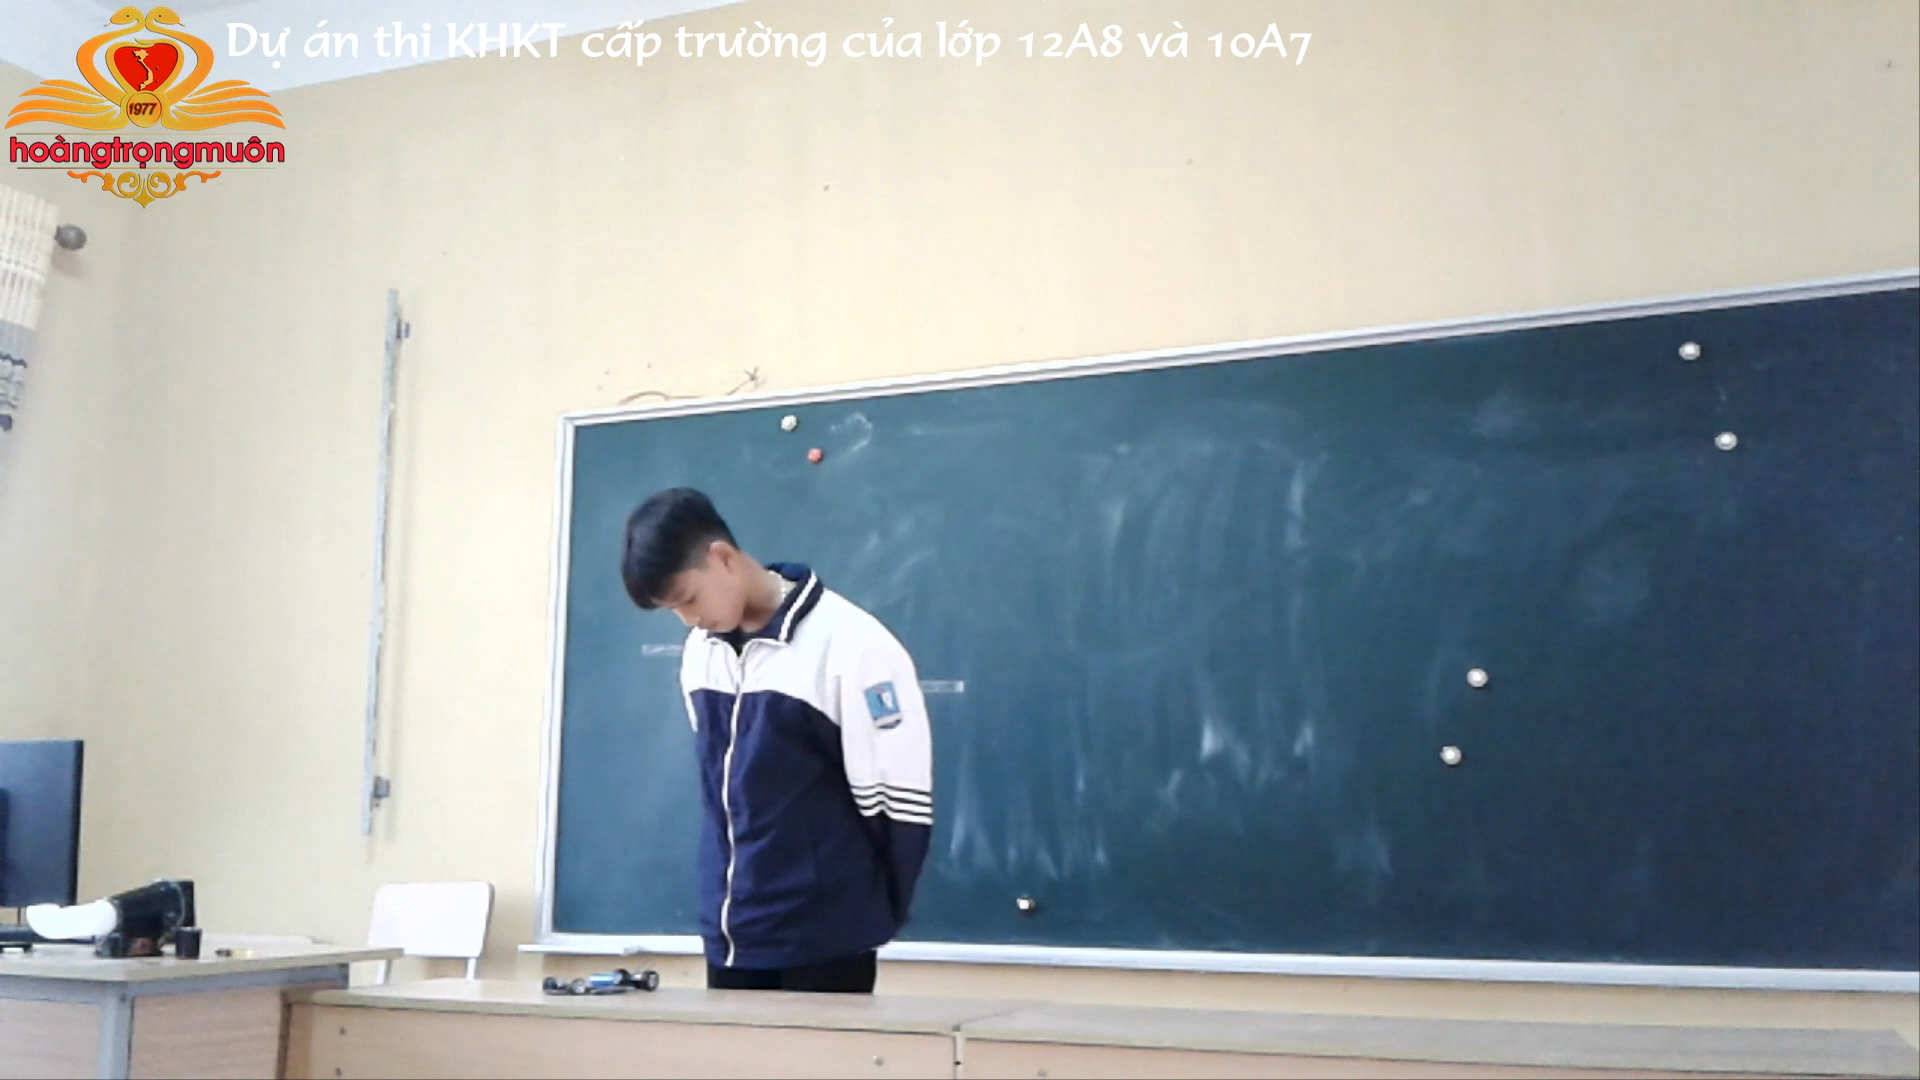 Dự án thi KHKT cấp trường của lớp 12A8 và 10A7
1977
hoàngtrọngmuôn